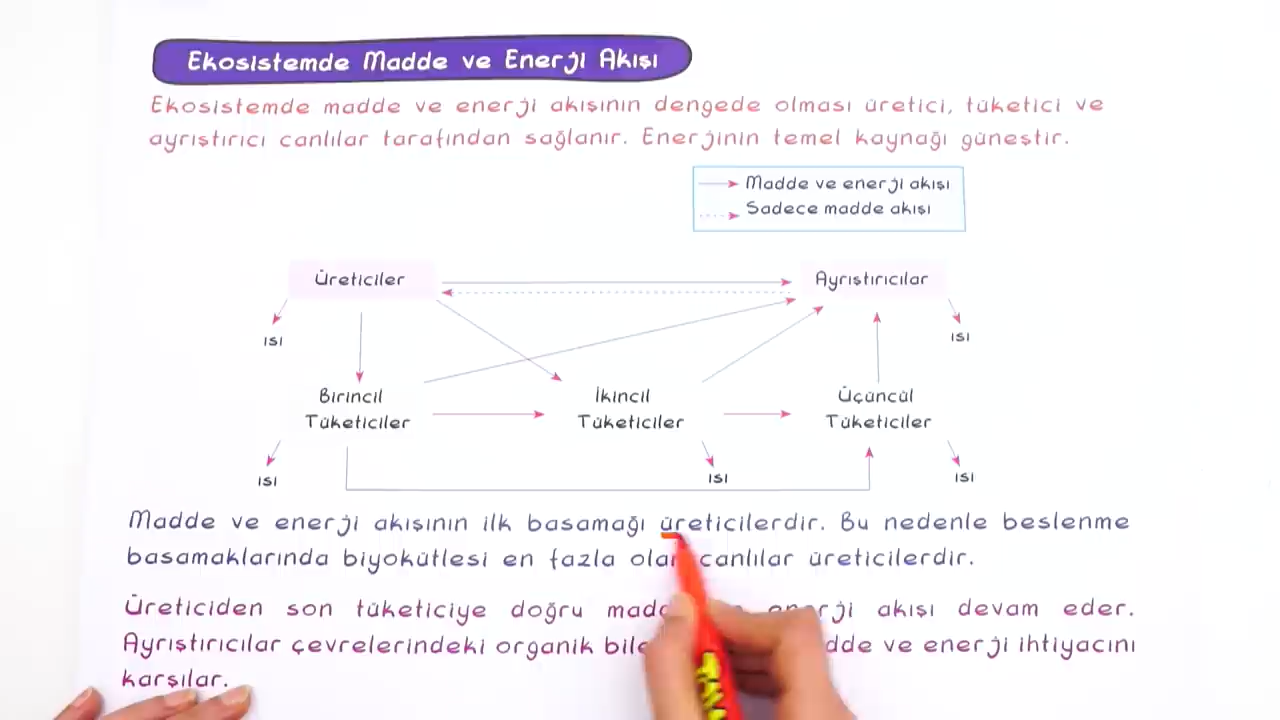 Ekosistemde Madde ve Enerji Akışı
Ekosistemde madde ve enerji akışının dengede olması üretici, tüketici ve
ayrıştırıcı canlılar tarafından sağlanır. Enerjinin temel kaynağı güneştir.
Madde ve enerji akışı
Sadece madde akışı
Üreticiler
Ayrıştırıcılar
ısı
ısı
Birincil
Tüketiciler
İkincil
Tüketiciler
Üçüncül
Tüketiciler
ısı
ısı
ısı
Madde ve enerji akışının ilk basamağı üreticilerdir. Bu nedenle beslenme
basamaklarında biyokütlesi en fazla olan canlılar üreticilerdir.
Üreticiden son tüketiciye doğru enerji akışı devam eder.
Ayrıştırıcılar çevrelerindeki organik ve enerji ihtiyacını
karşılar.